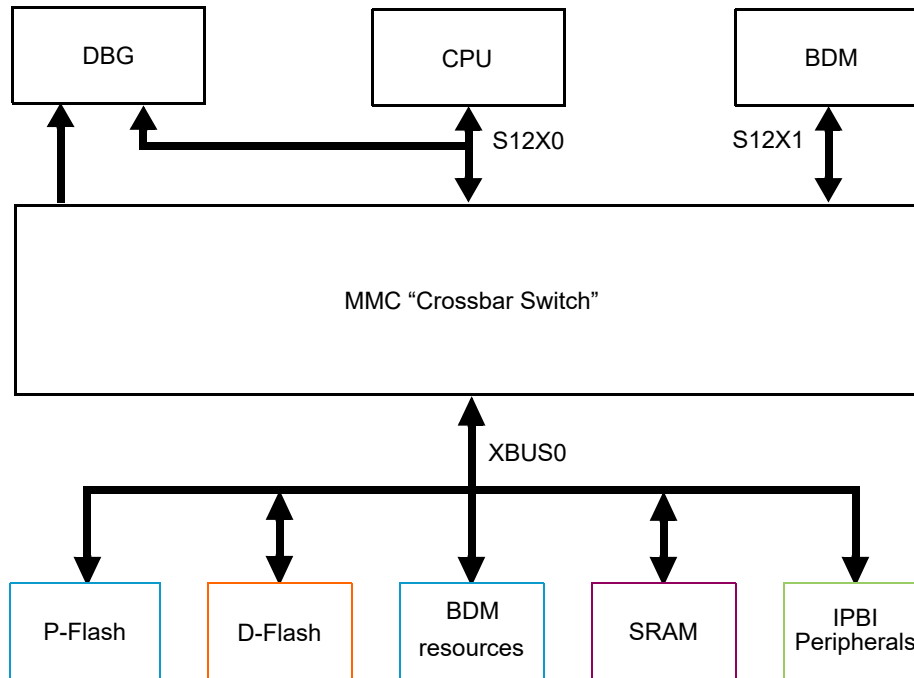 DBG
CPU
BDM
S12X0
S12X1
MMC “Crossbar Switch”
XBUS0
P-Flash
D-Flash
BDM
resources
SRAM
IPBI
Peripherals